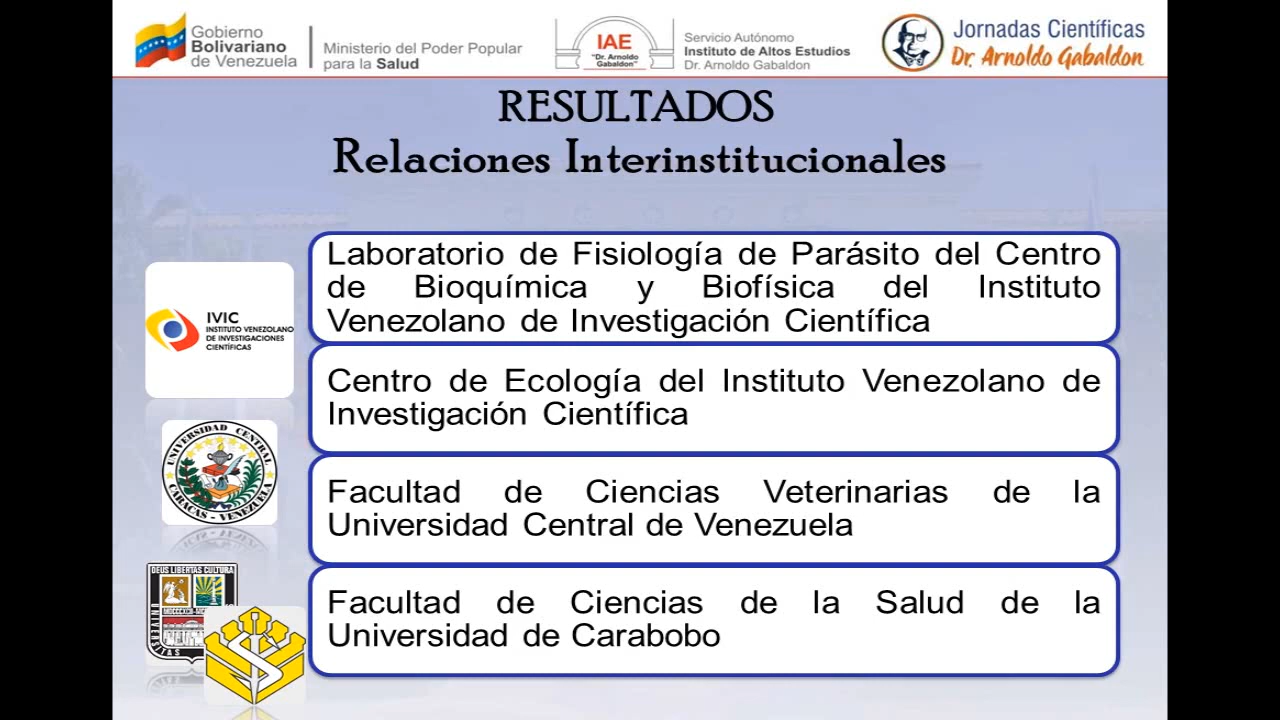 Gobierno
Bolivariano
de Venezuela
Ministerio del Poder Popular
para la Salud
IAE
"Dr. Arnoldo
Gabaldon"
Servicio Autónomo
Instituto de Altos Estudios
Dr. Arnoldo Gabaldon
Jornadas Científicas
Dr. Arnoldo Gabaldon
RESULTADOS
Relaciones Interinstitucionales
Laboratorio de Fisiología de Parásito del Centro
de Bioquímica y Biofísica del Instituto
Venezolano de Investigación Científica
IVIC
INSTITUTO VENEZOLANO
DE INVESTIGACIONES
CIENTÍFICAS
Centro de Ecología del Instituto Venezolano de
Investigación Científica
UNIVERSIDAD CENTRAL
CARACAS - VENEZUELA
Facultad de Ciencias Veterinarias de la
Universidad Central de Venezuela
DEUS LIBERTAS CULTURA
UNIVERSITAS
Facultad de Ciencias de la Salud de la
Universidad de Carabobo